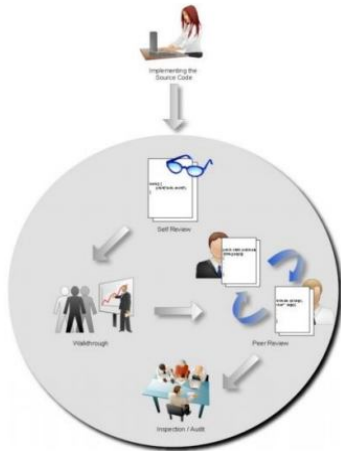 Implementing the
Source Code
Self Review
Walkthrough
Peer Review
Inspection / Audit